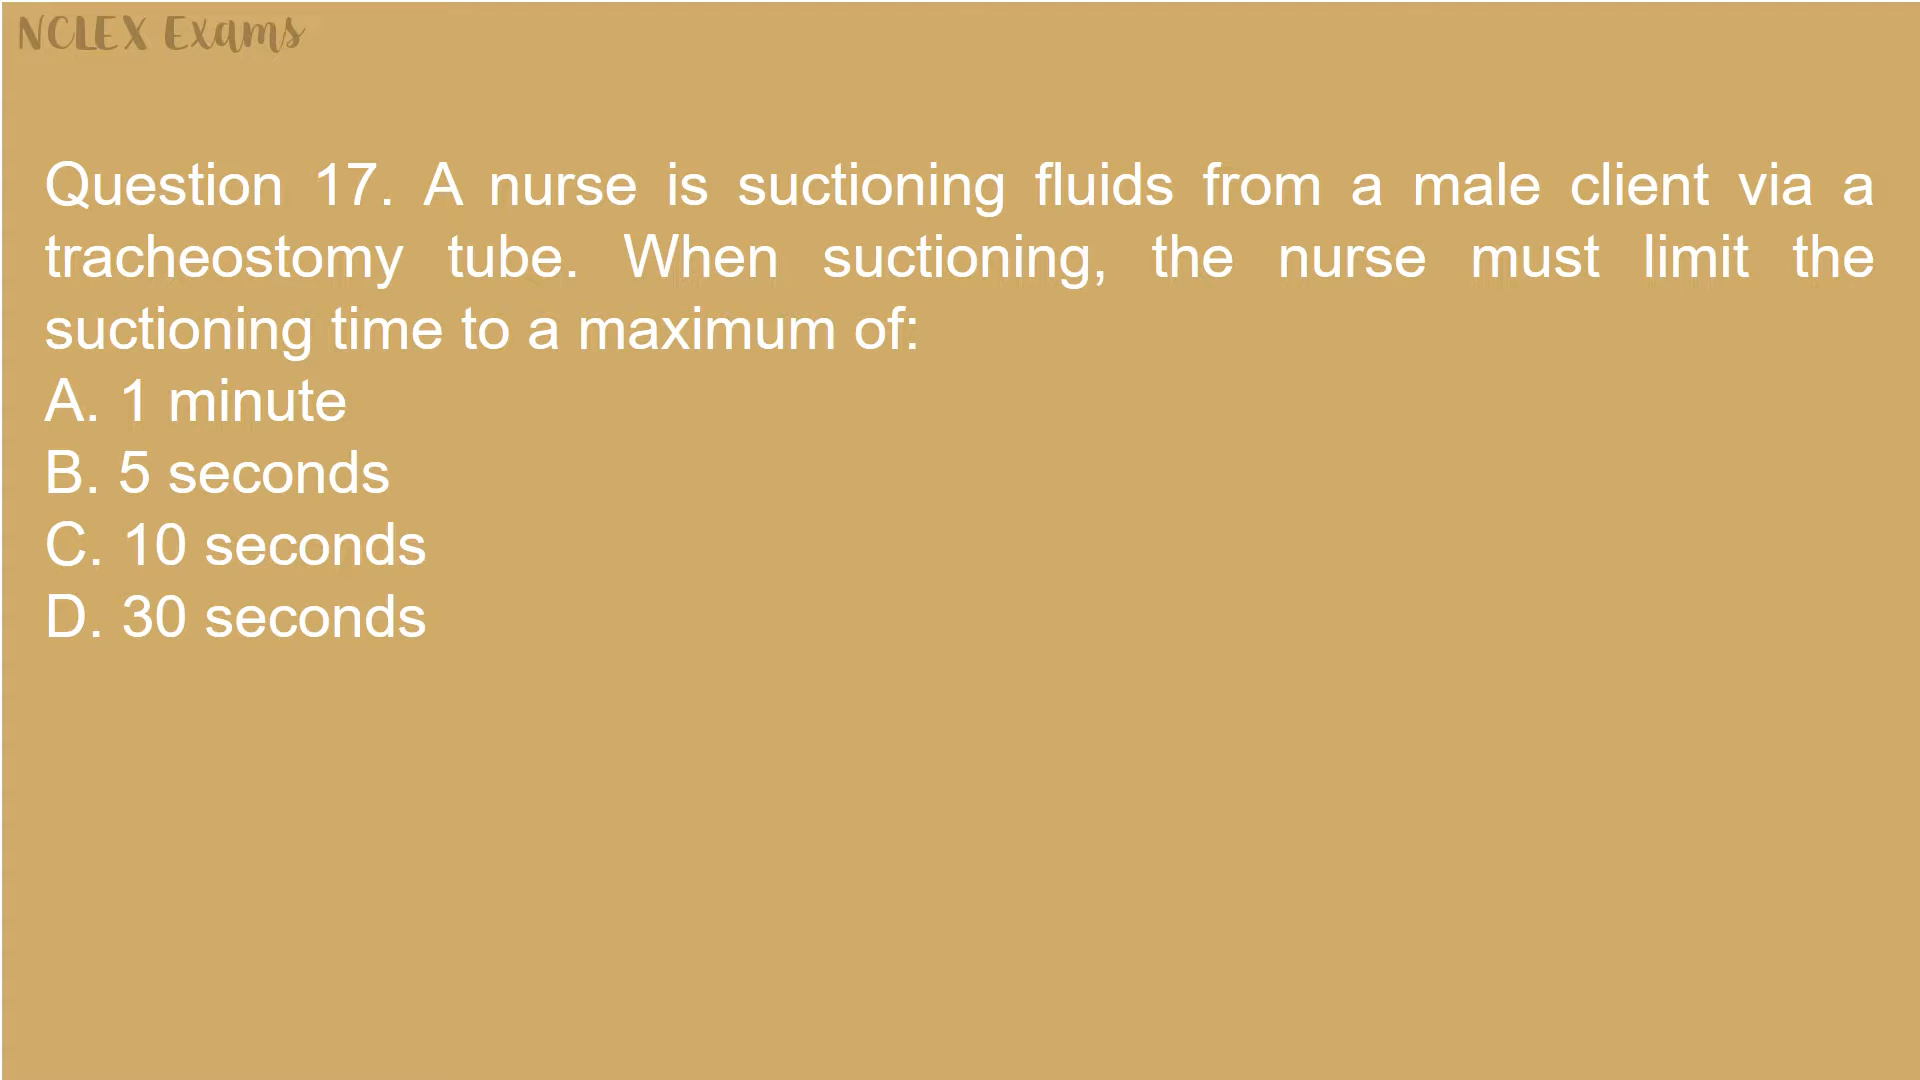 NCLEX Exams
Question 17. A nurse is suctioning fluids from a male client via a
tracheostomy tube. When suctioning, the nurse must limit the
suctioning time to a maximum of:
A. 1 minute
B. 5 seconds
C. 10 seconds
D. 30 seconds